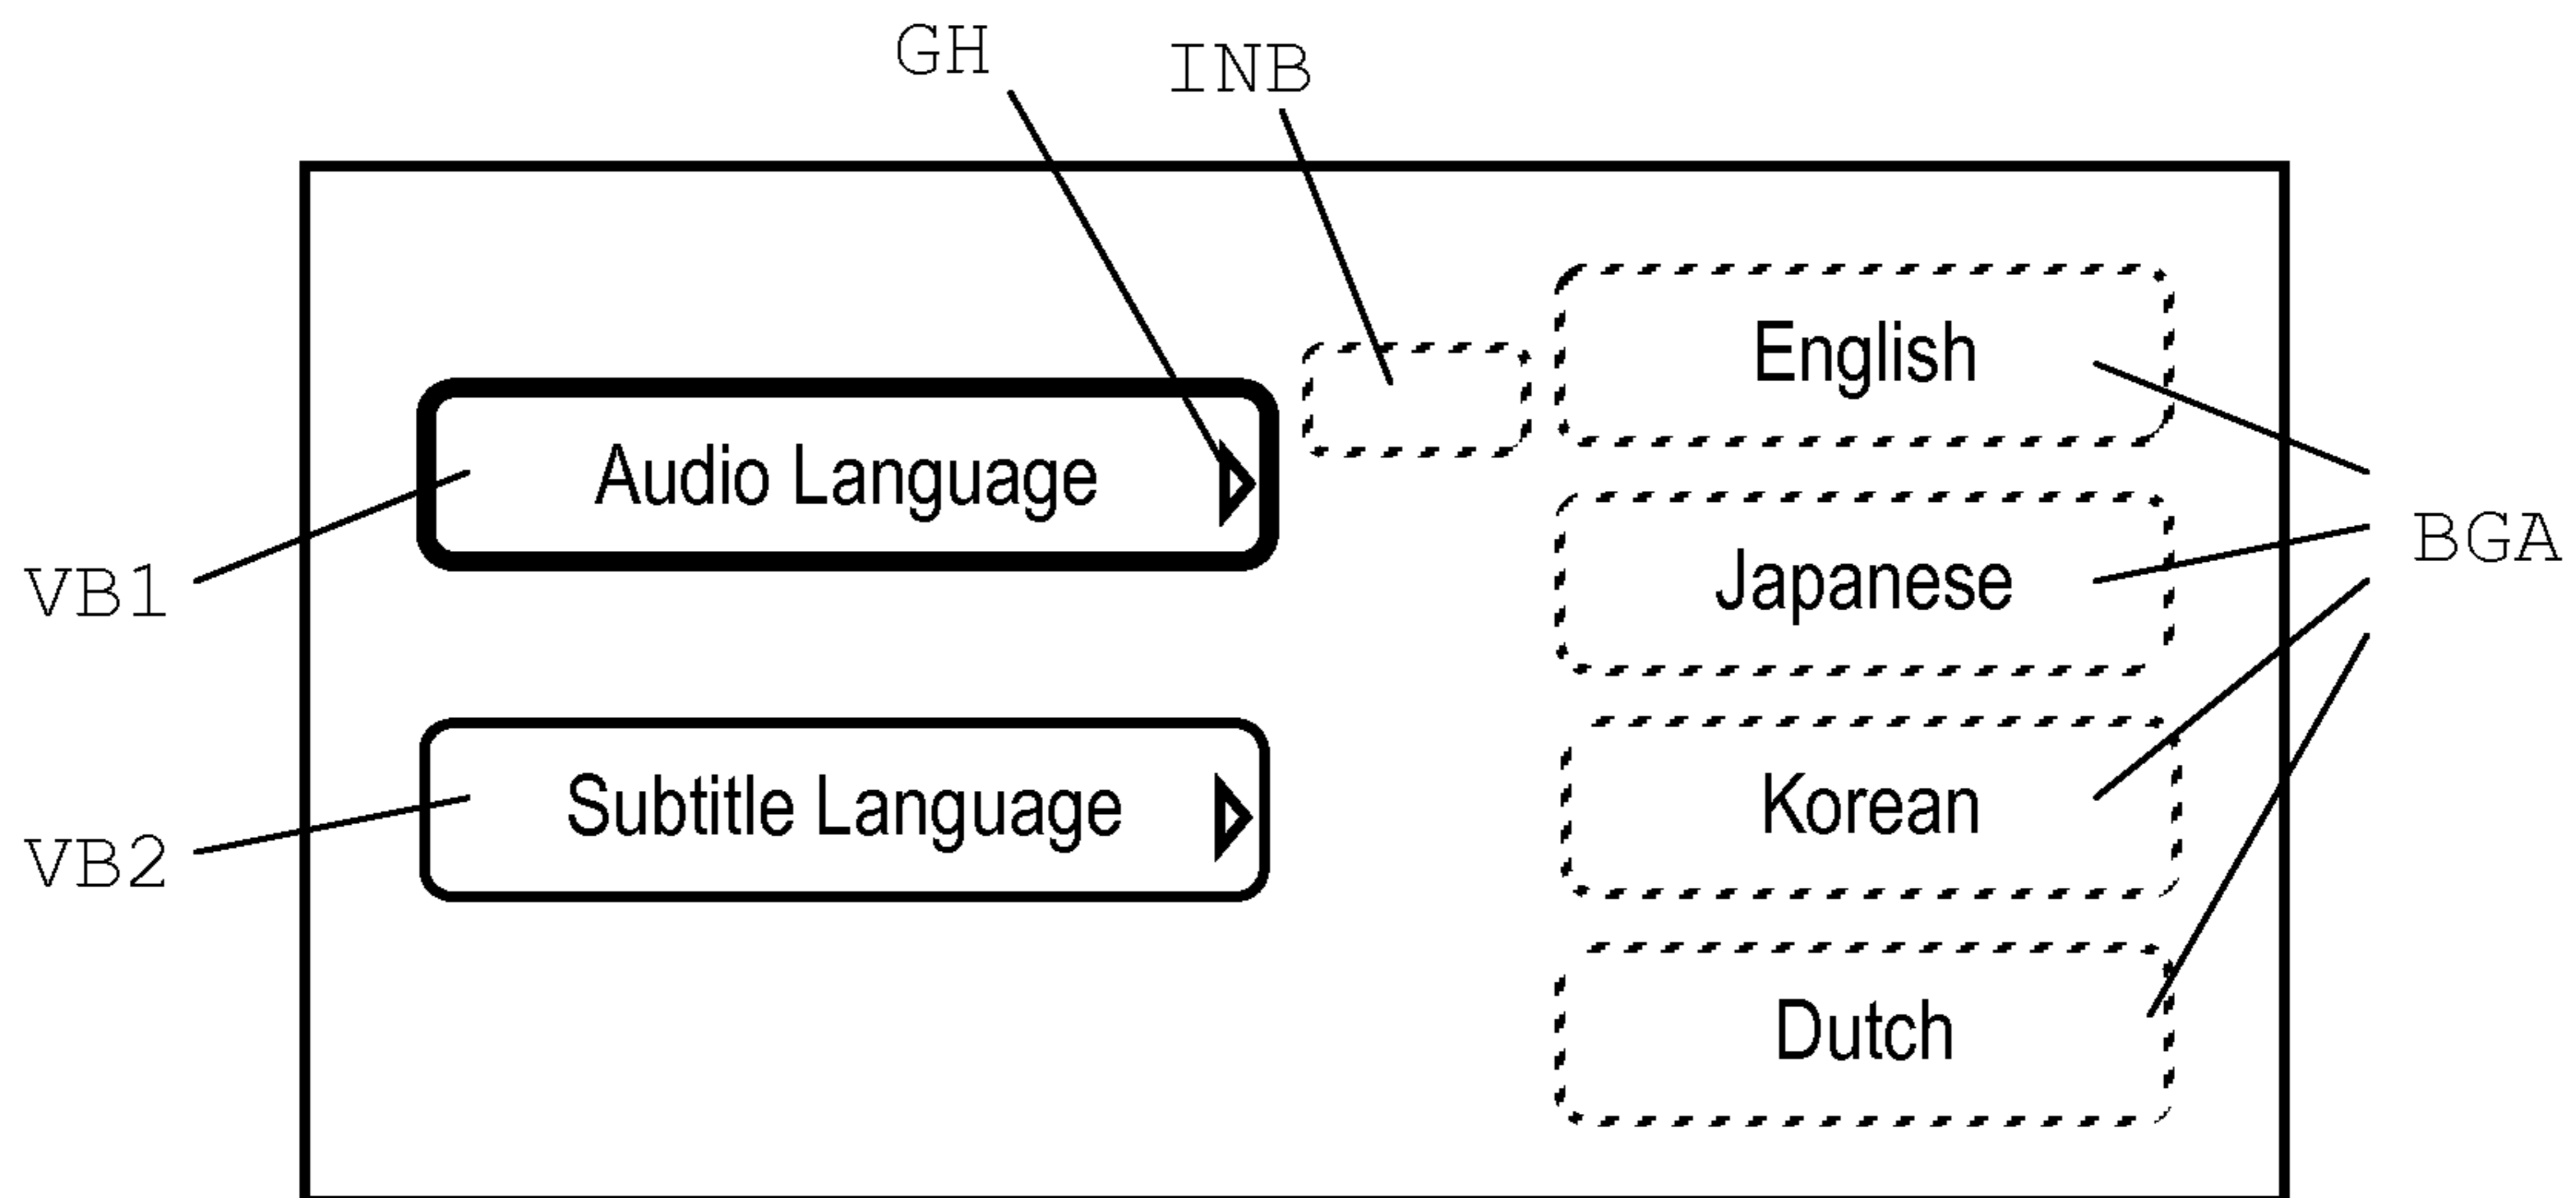 GH
INB
English
Audio Language
Japanese
BGA
VB1
Subtitle Language
Korean
VB2
Dutch